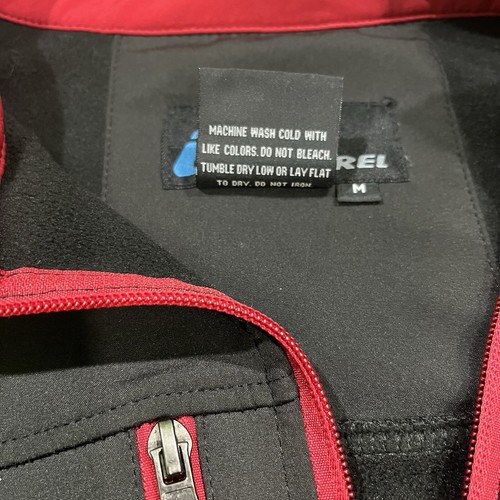 MACHINE WASH COLD WITH
LIKE COLORS. DO NOT BLEACH.
TUMBLE DRY LOW OR LAY FLAT
TO DRY. DO NOT IRON
REL
M